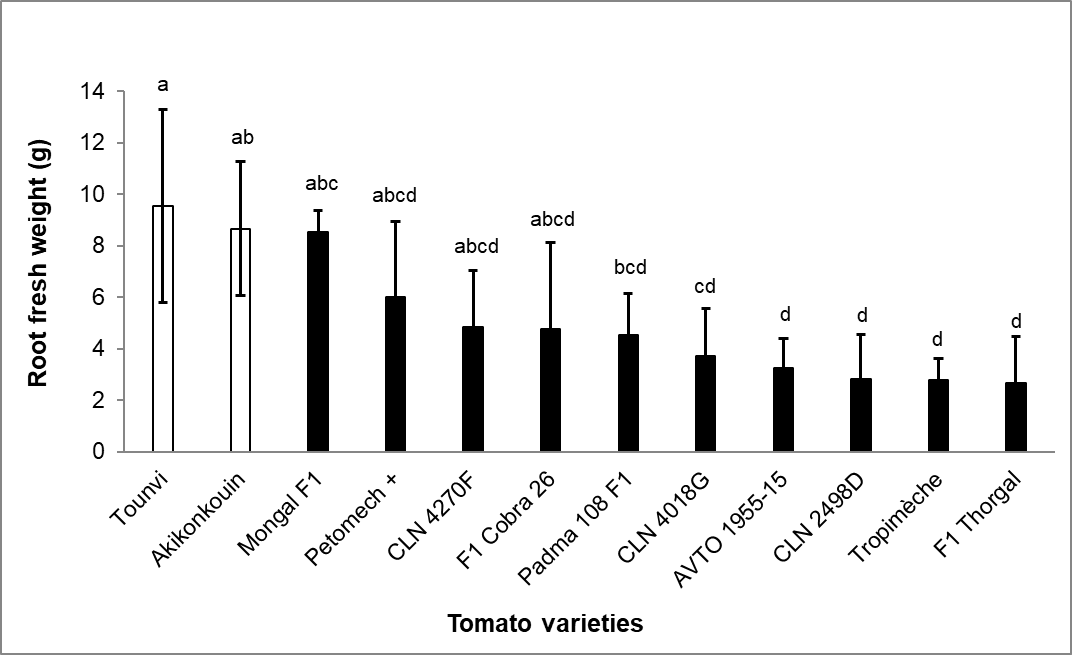 Root fresh weight (g)
14
12
10
8
6
4
2
0
a
ab
abc
abcd
abcd
abcd
bcd
cd
d
d
d
d
Tounvi
Akikonkouin
Mongal F1
Petomech +
CLN 4270F
F1 Cobra 26
Padma 108 F1
CLN 4018G
AVTO 1955-15
CLN 2498D
Tropimèche
F1 Thorgal
Tomato varieties